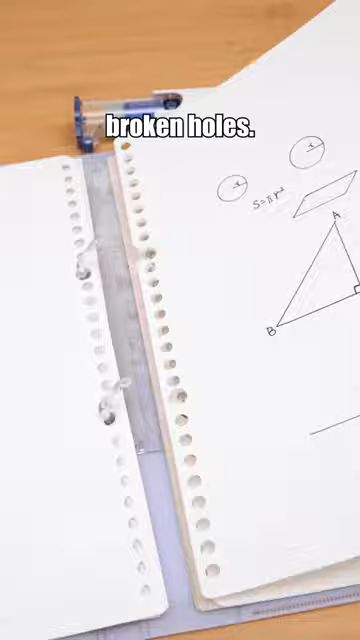 broken holes.
r
r
S=πr²
A
B